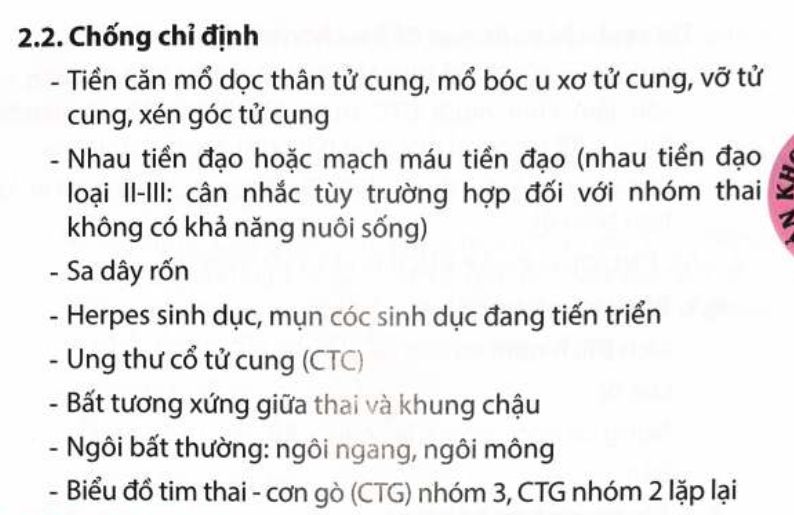 2.2. Chống chỉ định
- Tiền căn mổ dọc thân tử cung, mổ bóc u xơ tử cung, vỡ tử
cung, xén góc tử cung
- Nhau tiền đạo hoặc mạch máu tiền đạo (nhau tiền đạo
loại II-III: cân nhắc tùy trường hợp đối với nhóm thai
không có khả năng nuôi sống)
- Sa dây rốn
- Herpes sinh dục, mụn cóc sinh dục đang tiến triển
- Ung thư cổ tử cung (CTC)
- Bất tương xứng giữa thai và khung chậu
- Ngôi bất thường: ngôi ngang, ngôi mông
- Biểu đồ tim thai - cơn gò (CTG) nhóm 3, CTG nhóm 2 lặp lại